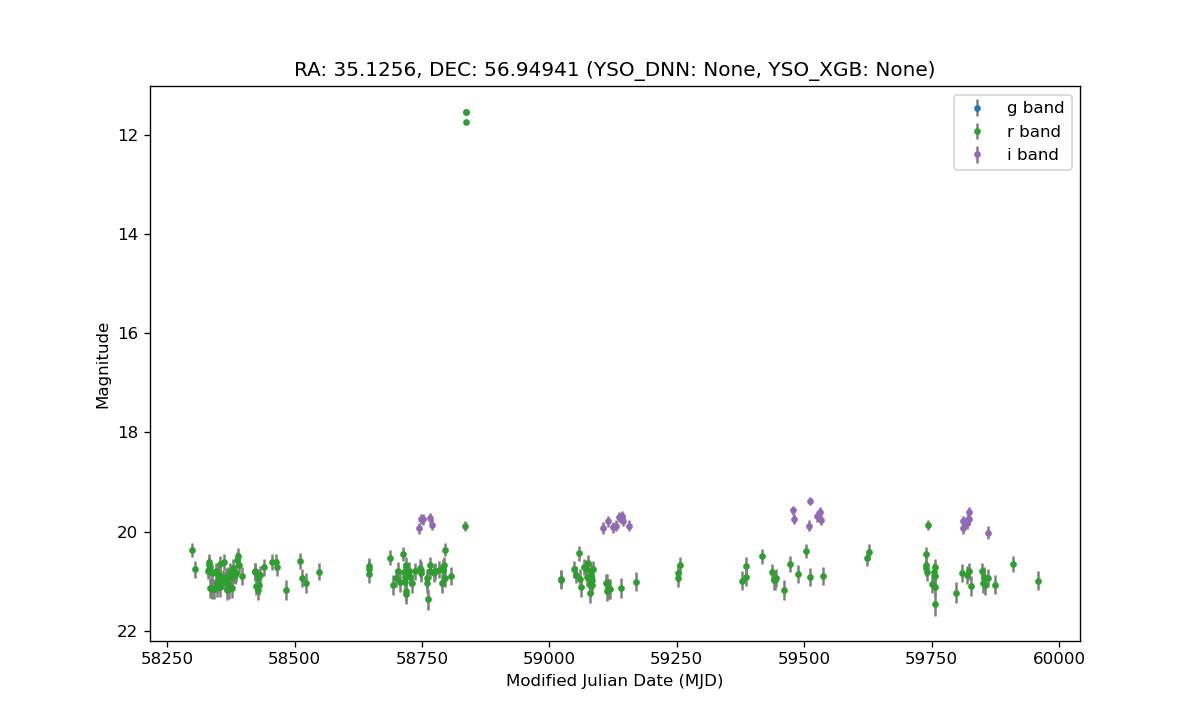 RA: 35.1256, DEC: 56.94941 (YSO_DNN: None, YSO_XGB: None)
g band
r band
i band
12
14
16
18
20
22
Magnitude
58250 58500 58750 59000 59250 59500 59750 60000
Modified Julian Date (MJD)